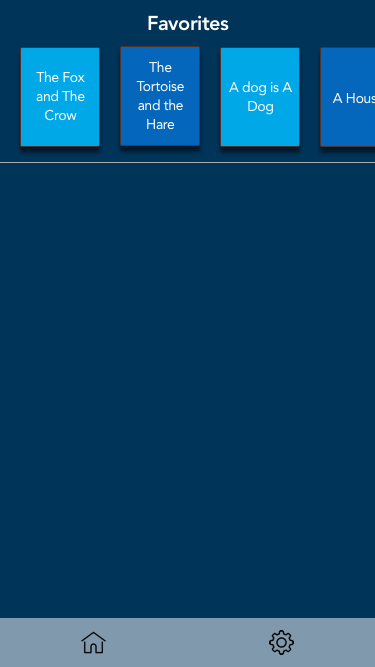 Favorites
The Fox
and The
Crow
The
Tortoise
and the
Hare
A dog is A
Dog
A Hous